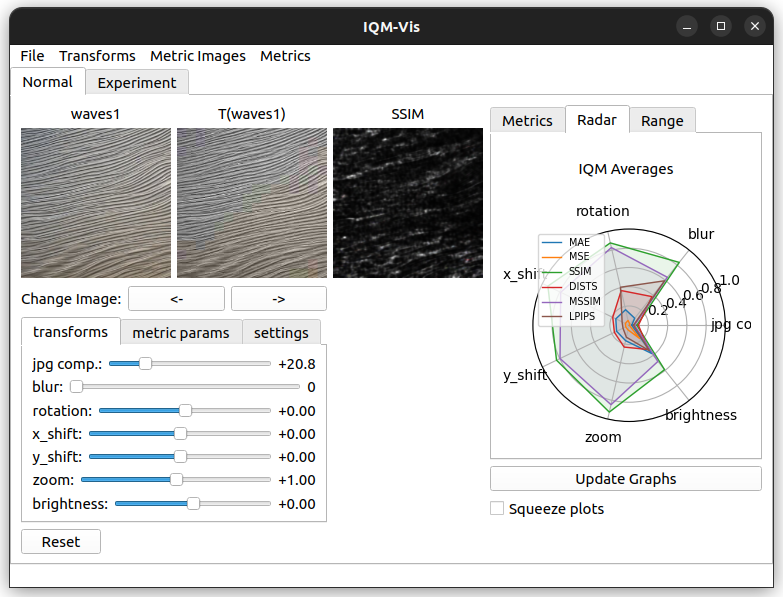 IQM-Vis
File Transforms Metric Images Metrics
Normal Experiment
waves1 T(waves1) SSIM
Metrics Radar Range
IQM Averages
rotation
blur
MAE
MSE
SSIM
DISTS
MSSIM
LPIPS
x_shift
0.2 0.4 0.6 0.8 1.0
jpg co
y_shift
brightness
zoom
Change Image: <- ->
transforms metric params settings
jpg comp.: +20.8
blur: 0
rotation: +0.00
x_shift: +0.00
y_shift: +0.00
zoom: +1.00
brightness: +0.00
Reset
Update Graphs
Squeeze plots